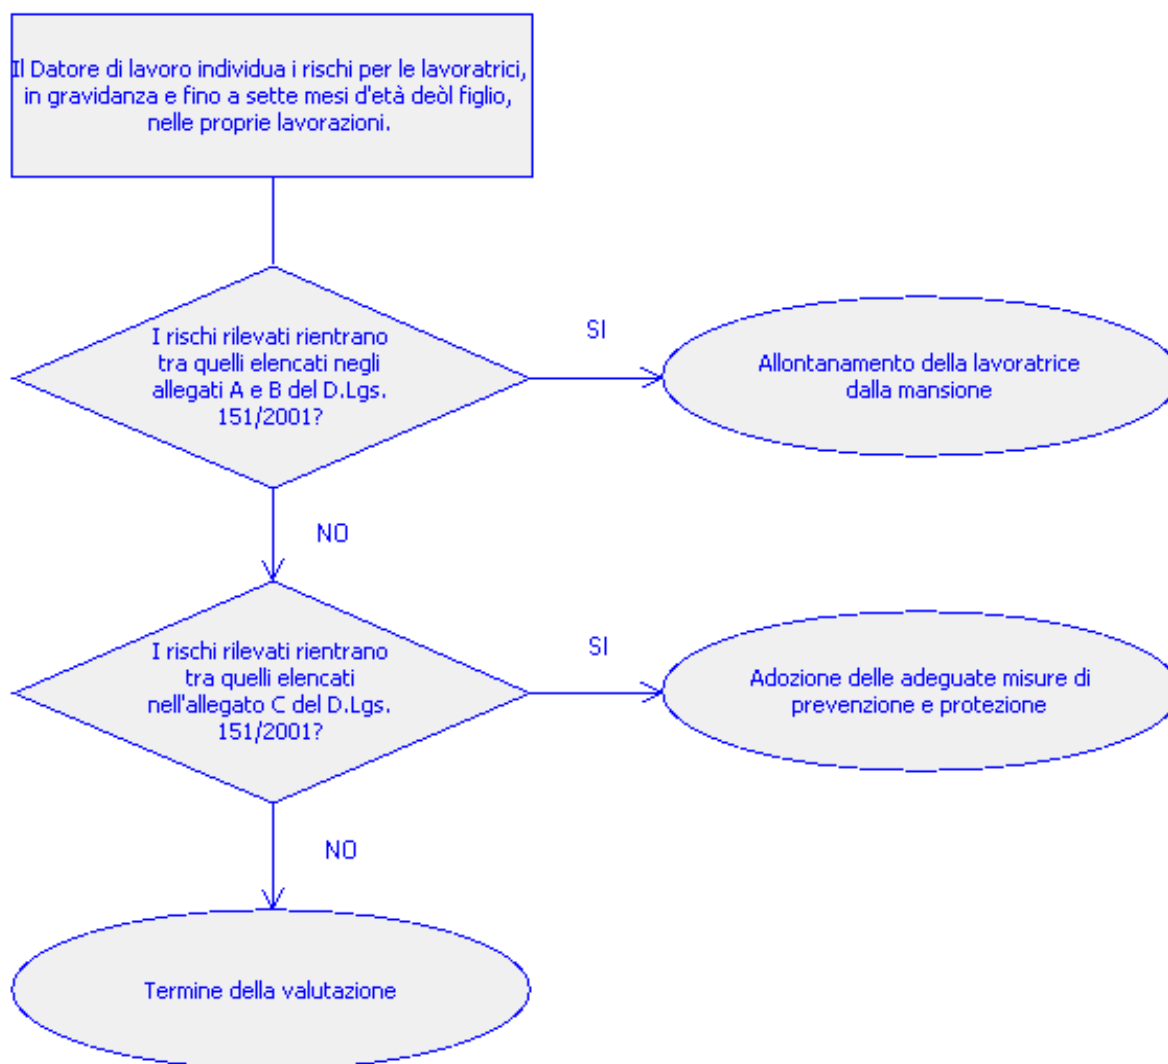 Il Datore di lavoro individua i rischi per le lavoratrici,
in gravidanza e fino a sette mesi d'età deòl figlio,
nelle proprie lavorazioni.
I rischi rilevati rientrano
tra quelli elencati negli
allegati A e B del D.Lgs.
151/2001?
SI
Allontanamento della lavoratrice
dalla mansione
NO
I rischi rilevati rientrano
tra quelli elencati
nell'allegato C del D.Lgs.
151/2001?
SI
Adozione delle adeguate misure di
prevenzione e protezione
NO
Termine della valutazione